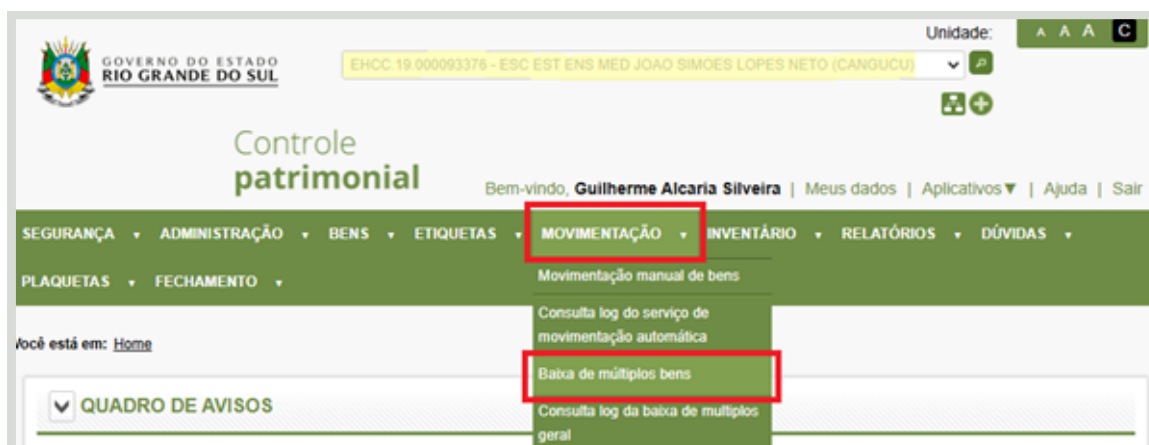 Unidade:
A A A C
GOVERNO DO ESTADO
RIO GRANDE DO SUL
EHCC.19.000093376 - ESC EST ENS MED JOAO SIMOES LOPES NETO (CANGUCU)
Controle
patrimonial
Bem-vindo, Guilherme Alcaria Silveira | Meus dados | Aplicativos▼ | Ajuda | Sair
SEGURANÇA ▾ ADMINISTRAÇÃO ▾ BENS ▾ ETIQUETAS ▾ MOVIMENTAÇÃO ▾ INVENTÁRIO ▾ RELATÓRIOS ▾ DÚVIDAS ▾
PLAQUETAS ▾ FECHAMENTO ▾
Movimentação manual de bens
Consulta log do serviço de
movimentação automática
Você está em: Home
Baixa de múltiplos bens
QUADRO DE AVISOS
Consulta log da baixa de multiplos
geral